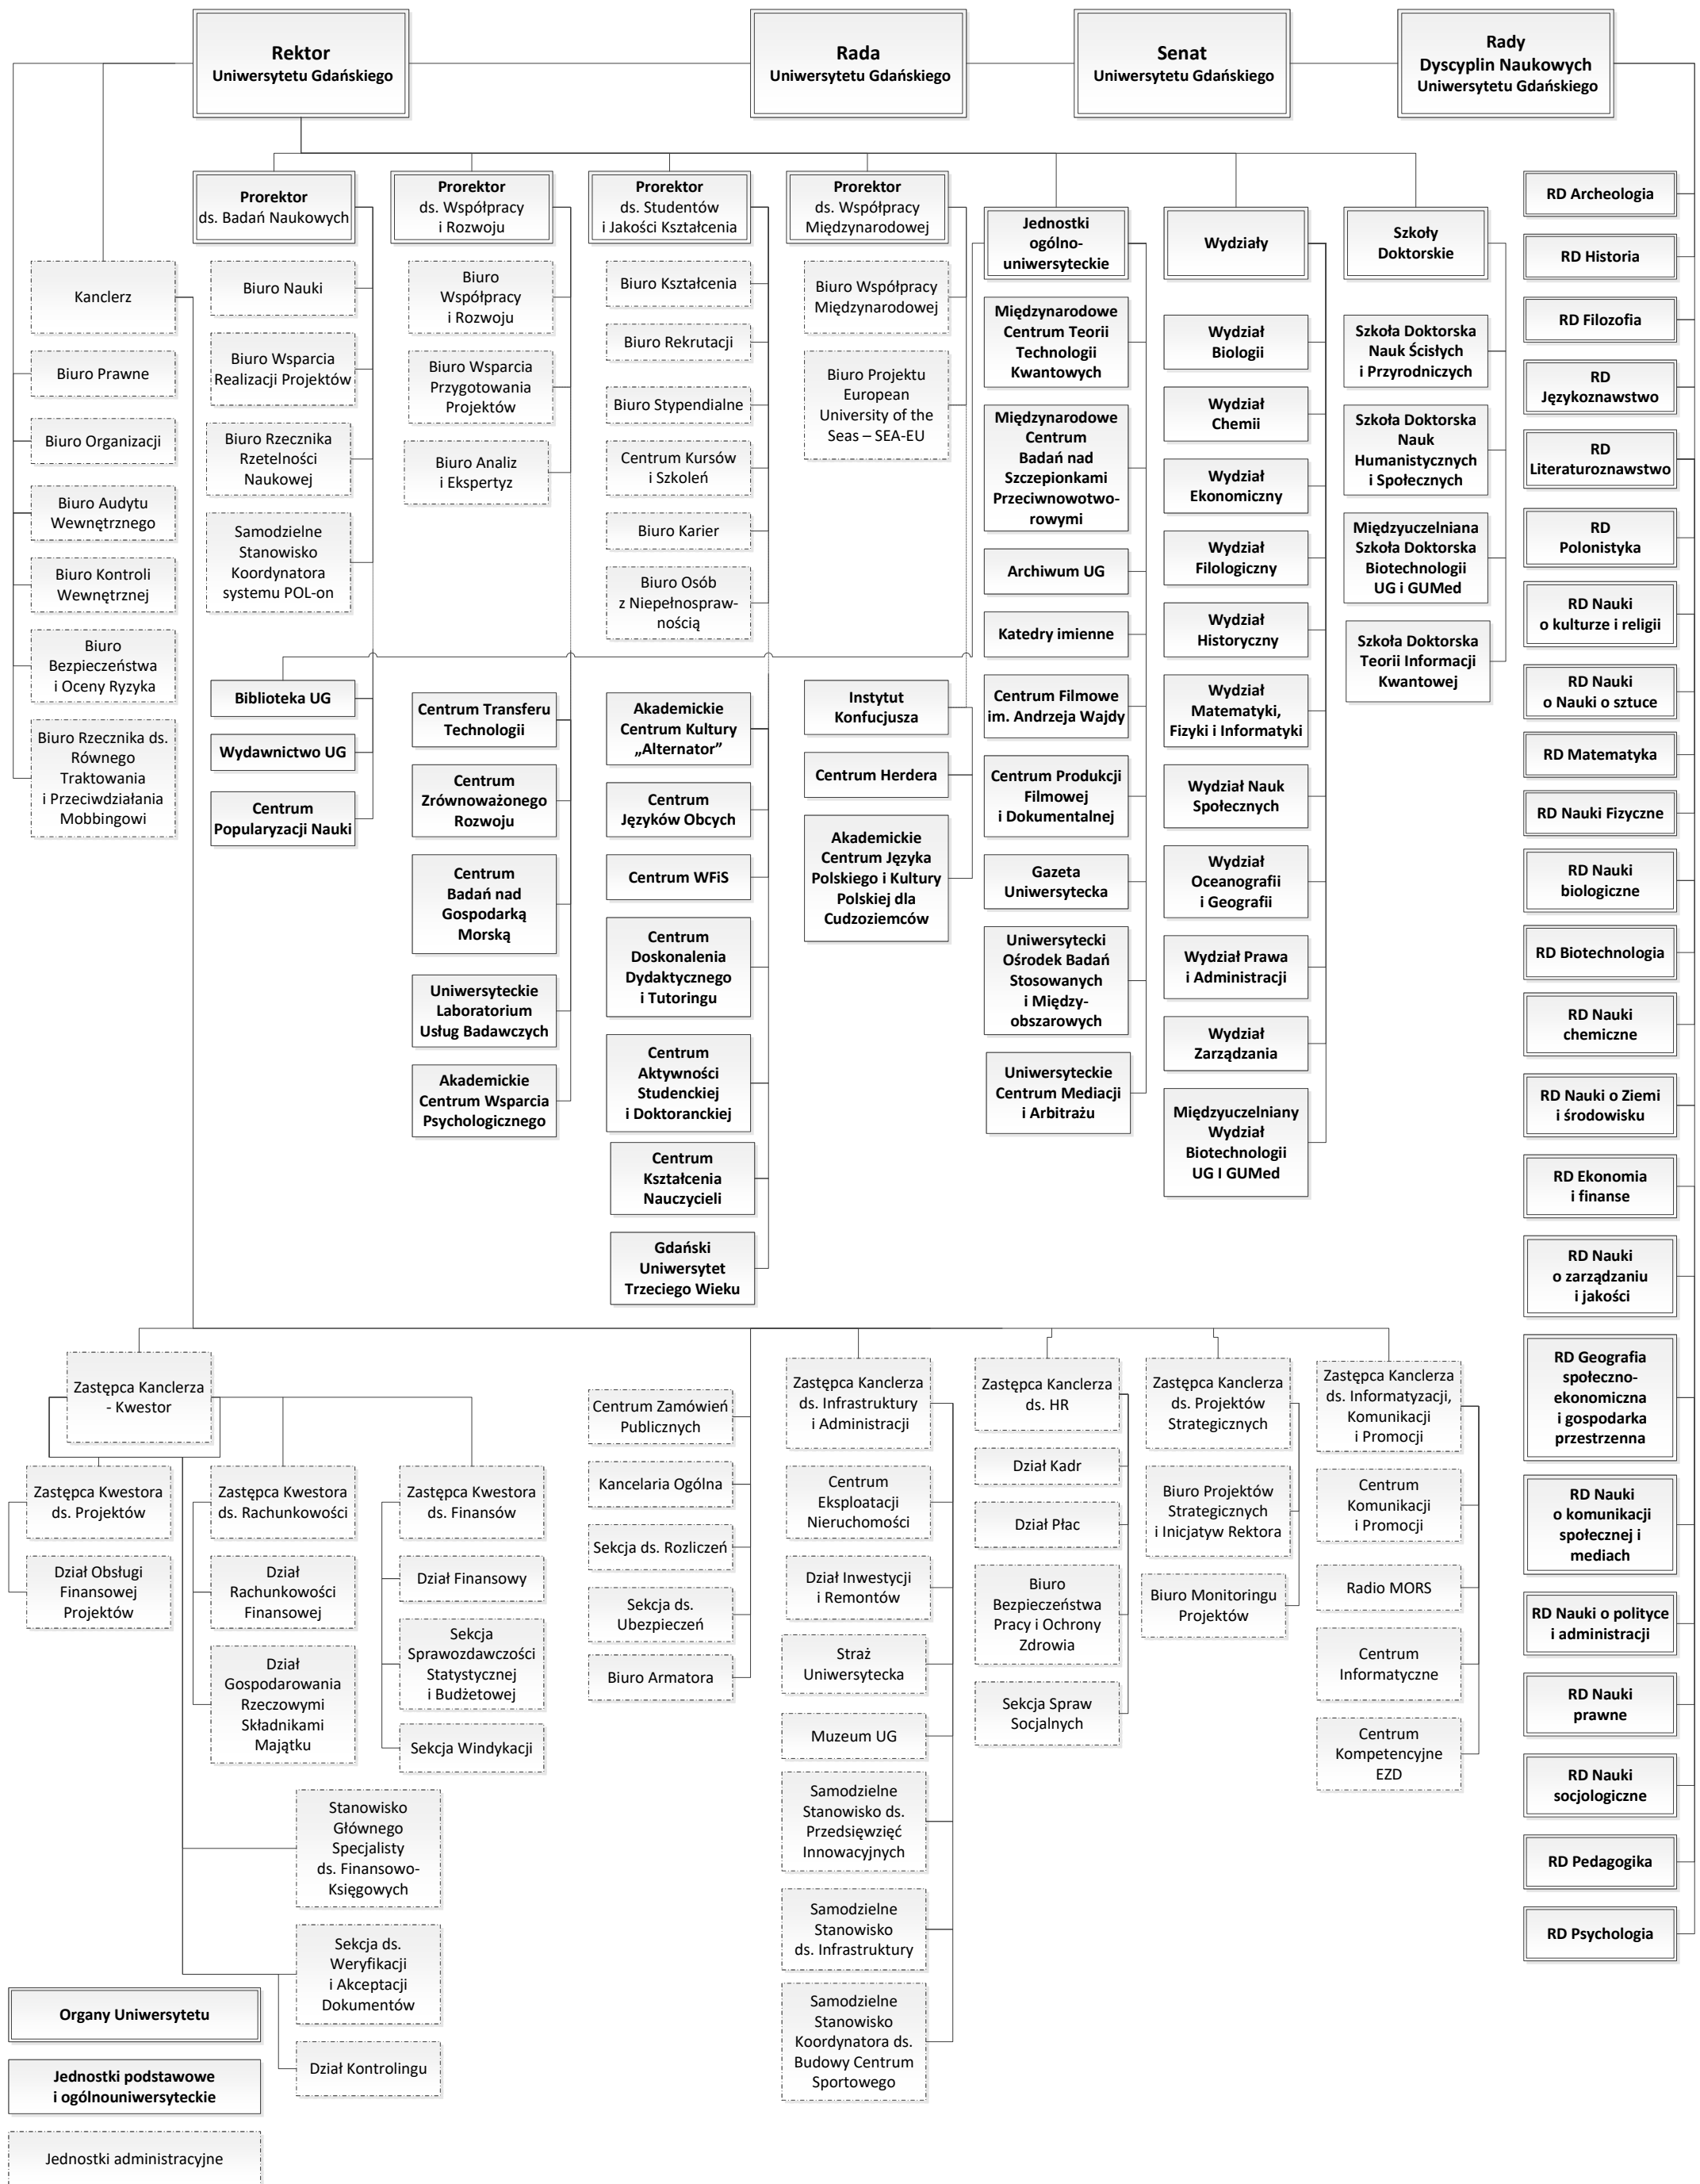 Rektor
Uniwersytetu Gdańskiego
Rada
Uniwersytetu Gdańskiego
Senat
Uniwersytetu Gdańskiego
Rady
Dyscyplin Naukowych
Uniwersytetu Gdańskiego
Prorektor
ds. Badań Naukowych
Prorektor
ds. Współpracy
i Rozwoju
Prorektor
ds. Studentów
i Jakości Kształcenia
Prorektor
ds. Współpracy
Międzynarodowej
Jednostki
ogólno-
uniwersyteckie
Wydziały
Szkoły
Doktorskie
Kanclerz
Biuro Prawne
Biuro Organizacji
Biuro Audytu
Wewnętrznego
Biuro Kontroli
Wewnętrznej
Biuro
Bezpieczeństwa
i Oceny Ryzyka
Biuro Rzecznika ds.
Równego
Traktowania
i Przeciwdziałania
Mobbingowi
Biuro Nauki
Biuro Wsparcia
Realizacji Projektów
Biuro Rzecznika
Rzetelności
Naukowej
Samodzielne
Stanowisko
Koordynatora
systemu POL-on
Biblioteka UG
Wydawnictwo UG
Centrum
Popularyzacji Nauki
Biuro
Współpracy
i Rozwoju
Biuro Wsparcia
Przygotowania
Projektów
Biuro Analiz
i Ekspertyz
Centrum Transferu
Technologii
Centrum
Zrównoważonego
Rozwoju
Centrum
Badań nad
Gospodarką
Morską
Uniwersyteckie
Laboratorium
Usług Badawczych
Akademickie
Centrum Wsparcia
Psychologicznego
Biuro Kształcenia
Biuro Rekrutacji
Biuro Stypendialne
Centrum Kursów
i Szkoleń
Biuro Karier
Biuro Osób
z Niepełnospraw-
nością
Akademickie
Centrum Kultury
„Alternator”
Centrum
Języków Obcych
Centrum WFiS
Centrum
Doskonalenia
Dydaktycznego
i Tutoringu
Centrum
Aktywności
Studenckiej
i Doktoranckiej
Centrum
Kształcenia
Nauczycieli
Gdański
Uniwersytet
Trzeciego Wieku
Biuro Współpracy
Międzynarodowej
Biuro Projektu
European
University of the
Seas – SEA-EU
Instytut
Konfucjusza
Centrum Herdera
Akademickie
Centrum Języka
Polskiego i Kultury
Polskiej dla
Cudzoziemców
Międzynarodowe
Centrum Teorii
Technologii
Kwantowych
Międzynarodowe
Centrum
Badań nad
Szczepionkami
Przeciwnowotwo-
rowymi
Archiwum UG
Katedry imienne
Centrum Filmowe
im. Andrzeja Wajdy
Centrum Produkcji
Filmowej
i Dokumentalnej
Gazeta
Uniwersytecka
Uniwersytecki
Ośrodek Badań
Stosowanych
i Między-
obszarowych
Uniwersyteckie
Centrum Mediacji
i Arbitrażu
Wydział
Biologii
Wydział
Chemii
Wydział
Ekonomiczny
Wydział
Filologiczny
Wydział
Historyczny
Wydział
Matematyki,
Fizyki i Informatyki
Wydział Nauk
Społecznych
Wydział
Oceanografii
i Geografii
Wydział Prawa
i Administracji
Wydział
Zarządzania
Międzyuczelniany
Wydział
Biotechnologii
UG I GUMed
Szkoła Doktorska
Nauk Ścisłych
i Przyrodniczych
Szkoła Doktorska
Nauk
Humanistycznych
i Społecznych
Międzyuczelniana
Szkoła Doktorska
Biotechnologii
UG i GUMed
Szkoła Doktorska
Teorii Informacji
Kwantowej
RD Archeologia
RD Historia
RD Filozofia
RD
Językoznawstwo
RD
Literaturoznawstwo
RD
Polonistyka
RD Nauki
o kulturze i religii
RD Nauki
o Nauki o sztuce
RD Matematyka
RD Nauki Fizyczne
RD Nauki
biologiczne
RD Biotechnologia
RD Nauki
chemiczne
RD Nauki o Ziemi
i środowisku
RD Ekonomia
i finanse
RD Nauki
o zarządzaniu
i jakości
RD Geografia
społeczno-
ekonomiczna
i gospodarka
przestrzenna
RD Nauki
o komunikacji
społecznej i
mediach
RD Nauki o polityce
i administracji
RD Nauki
prawne
RD Nauki
socjologiczne
RD Pedagogika
RD Psychologia
Zastępca Kanclerza
- Kwestor
Zastępca Kwestora
ds. Projektów
Dział Obsługi
Finansowej
Projektów
Zastępca Kwestora
ds. Rachunkowości
Dział
Rachunkowości
Finansowej
Dział
Gospodarowania
Rzeczowymi
Składnikami
Majątku
Zastępca Kwestora
ds. Finansów
Dział Finansowy
Sekcja
Sprawozdawczości
Statystycznej
i Budżetowej
Sekcja Windykacji
Stanowisko
Głównego
Specjalisty
ds. Finansowo-
Księgowych
Sekcja ds.
Weryfikacji
i Akceptacji
Dokumentów
Dział Kontrolingu
Centrum Zamówień
Publicznych
Kancelaria Ogólna
Sekcja ds. Rozliczeń
Sekcja ds.
Ubezpieczeń
Biuro Armatora
Zastępca Kanclerza
ds. Infrastruktury
i Administracji
Centrum
Eksploatacji
Nieruchomości
Dział Inwestycji
i Remontów
Straż
Uniwersytecka
Muzeum UG
Samodzielne
Stanowisko ds.
Przedsięwzięć
Innowacyjnych
Samodzielne
Stanowisko
ds. Infrastruktury
Samodzielne
Stanowisko
Koordynatora ds.
Budowy Centrum
Sportowego
Zastępca Kanclerza
ds. HR
Dział Kadr
Dział Płac
Biuro
Bezpieczeństwa
Pracy i Ochrony
Zdrowia
Sekcja Spraw
Socjalnych
Zastępca Kanclerza
ds. Projektów
Strategicznych
Biuro Projektów
Strategicznych
i Inicjatyw Rektora
Biuro Monitoringu
Projektów
Zastępca Kanclerza
ds. Informatyzacji,
Komunikacji
i Promocji
Centrum
Komunikacji
i Promocji
Radio MORS
Centrum
Informatyczne
Centrum
Kompetencyjne
EZD
Organy Uniwersytetu
Jednostki podstawowe
i ogólnouniwersyteckie
Jednostki administracyjne